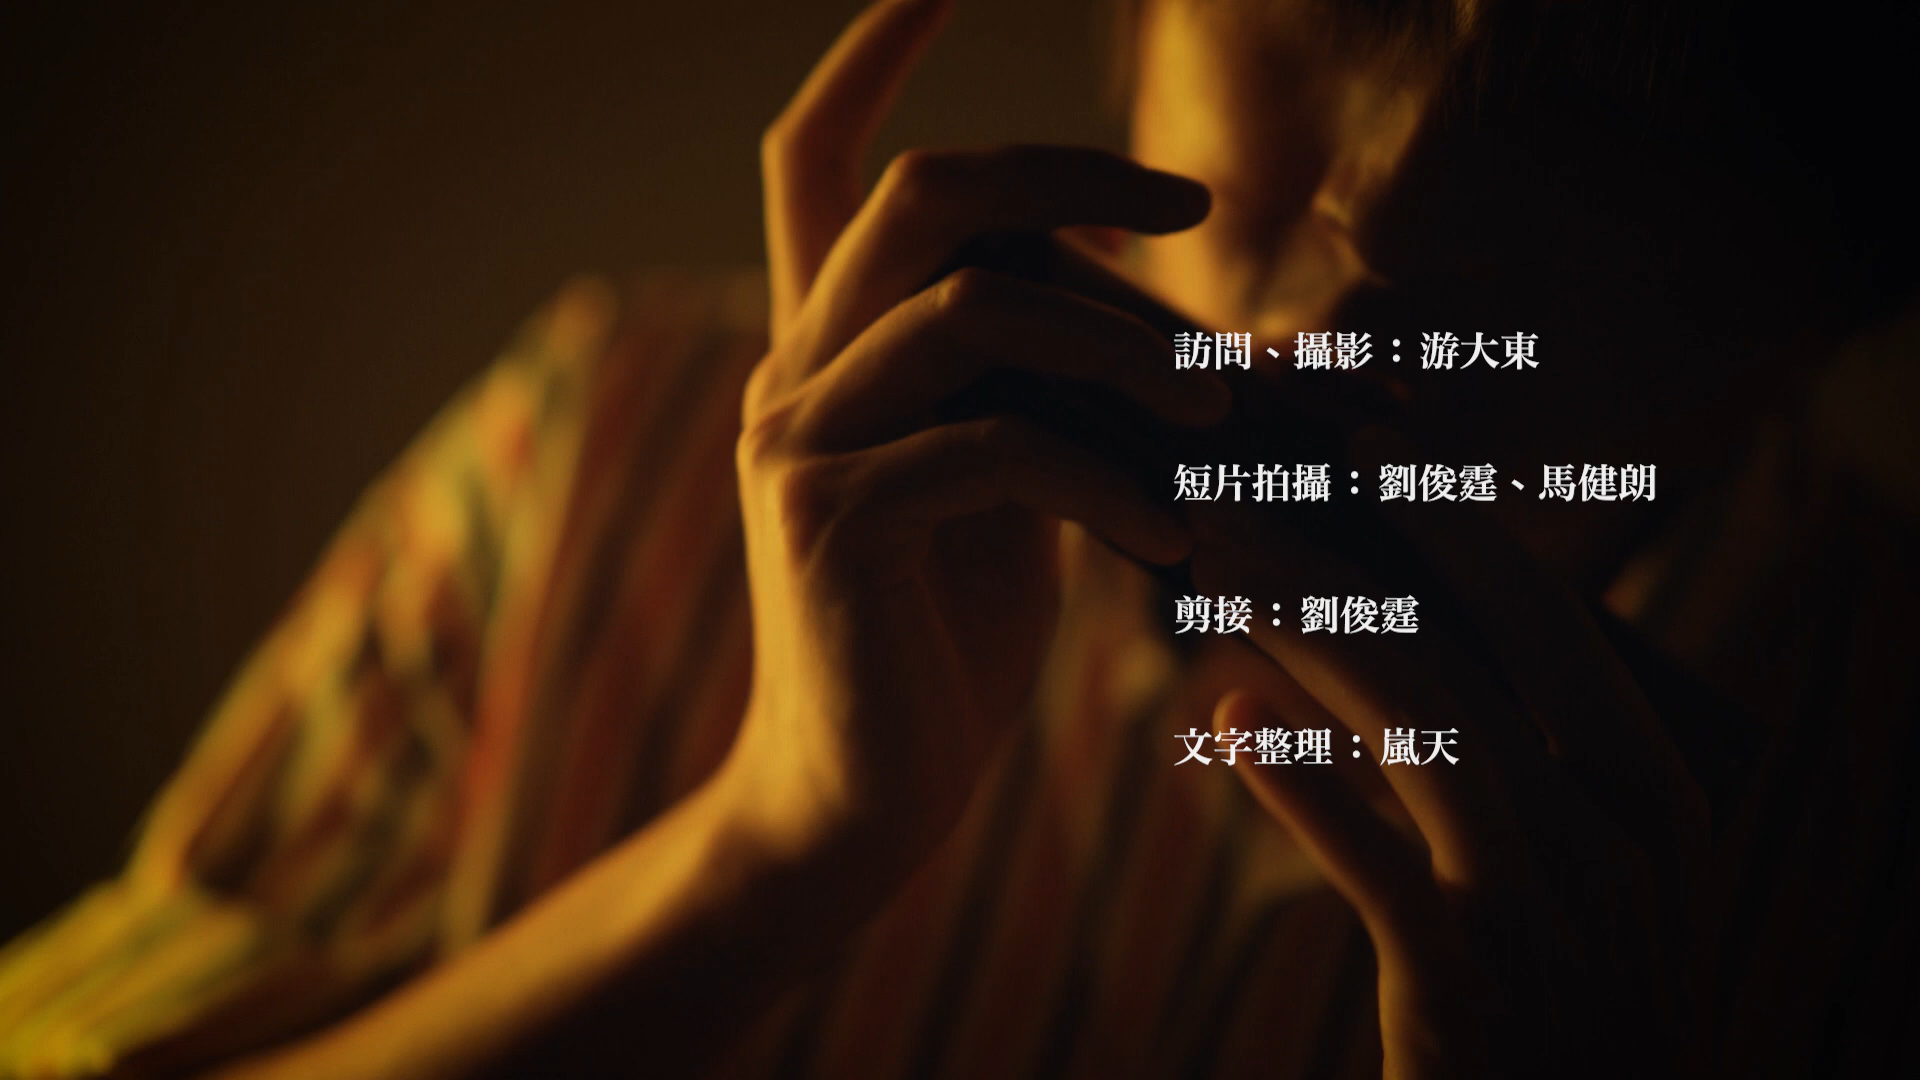 訪問、攝影：游大東
短片拍攝：劉俊霆、馬健朗
剪接：劉俊霆
文字整理：嵐天